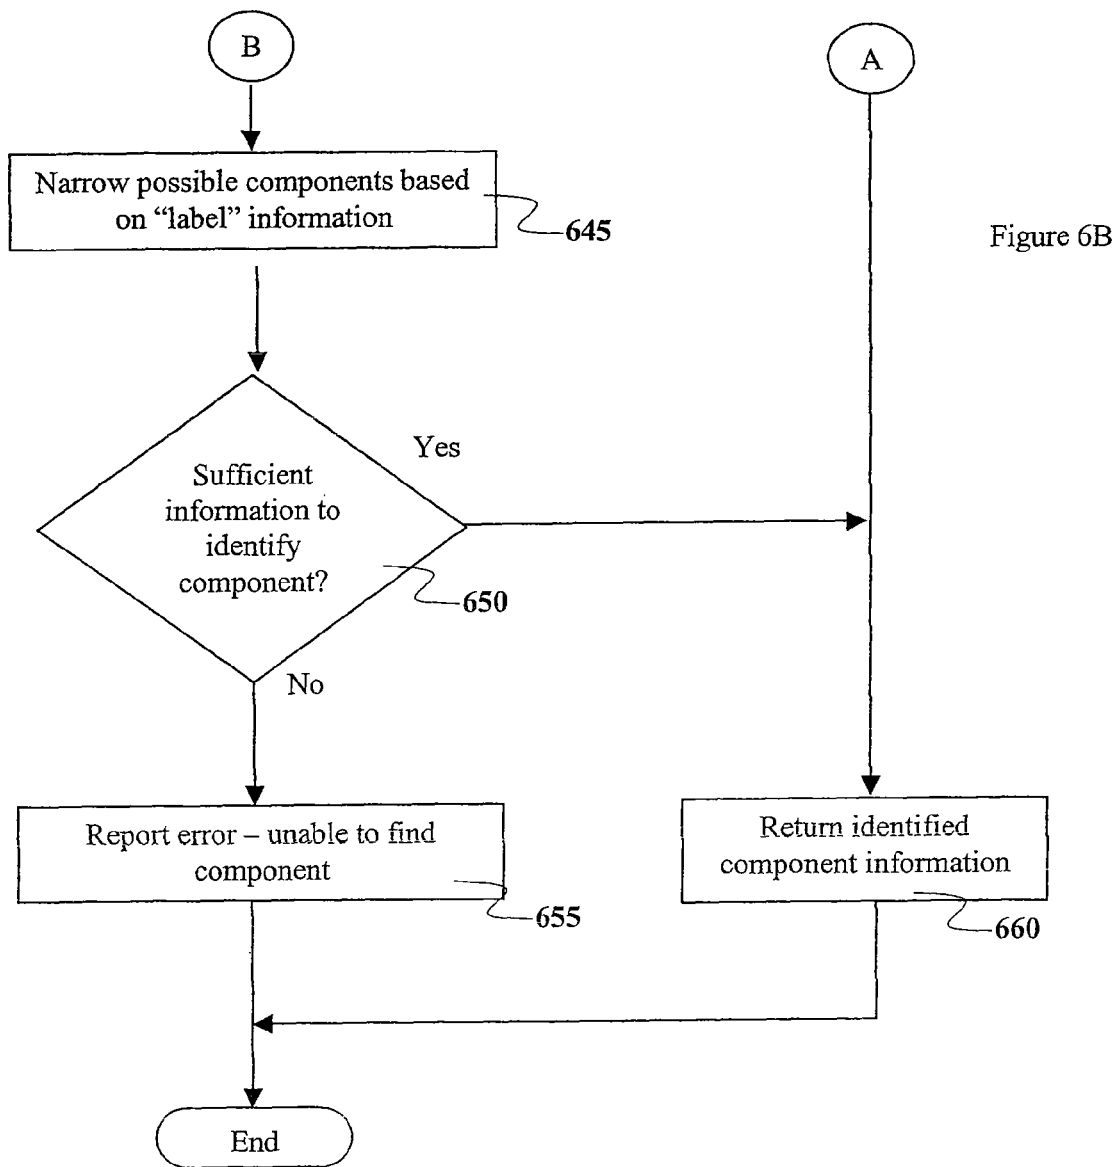 B
A
Narrow possible components based
on “label” information
645
Figure 6B
Yes
Sufficient
information to
identify
component?
650
No
Report error – unable to find
component
655
Return identified
component information
660
End